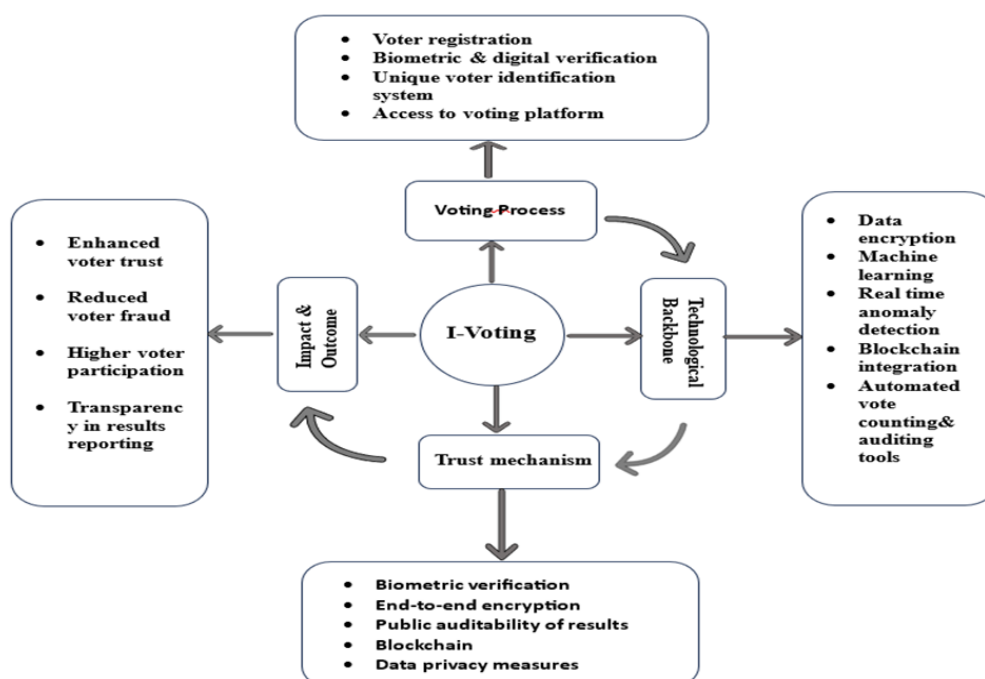 Voter registration
Biometric & digital verification
Unique voter identification
system
Access to voting platform
Voting Process
Enhanced
voter trust
Reduced
voter fraud
Higher voter
participation
Transparenc
y in results
reporting
Impact &
Outcome
I-Voting
Technological
Backbone
Data
encryption
Machine
learning
Real time
anomaly
detection
Blockchain
integration
Automated
vote
counting&
auditing
tools
Trust mechanism
Biometric verification
End-to-end encryption
Public auditability of results
Blockchain
Data privacy measures